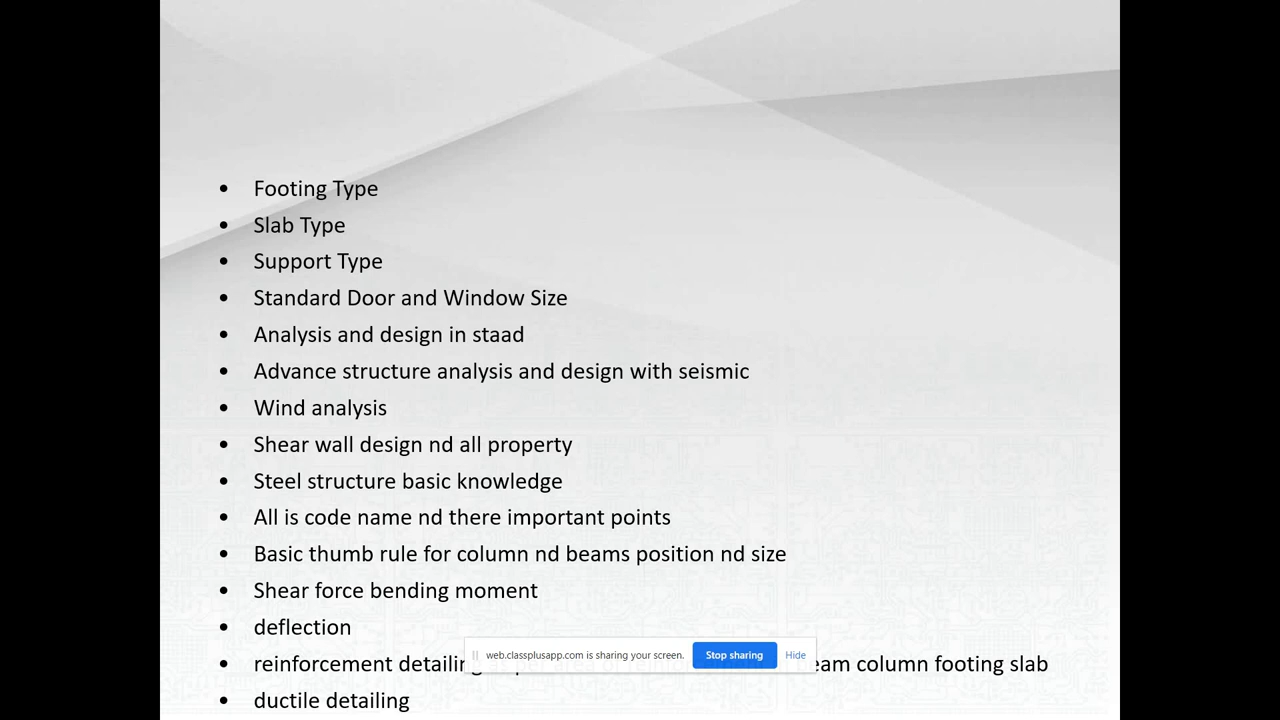 • Footing Type
• Slab Type
• Support Type
• Standard Door and Window Size
• Analysis and design in staad
• Advance structure analysis and design with seismic
• Wind analysis
• Shear wall design nd all property
• Steel structure basic knowledge
• All is code name nd there important points
• Basic thumb rule for column nd beams position nd size
• Shear force bending moment
• deflection
• reinforcement column footing slab
web.classplusapp.com is sharing your screen. Stop sharing Hide
• ductile detailing